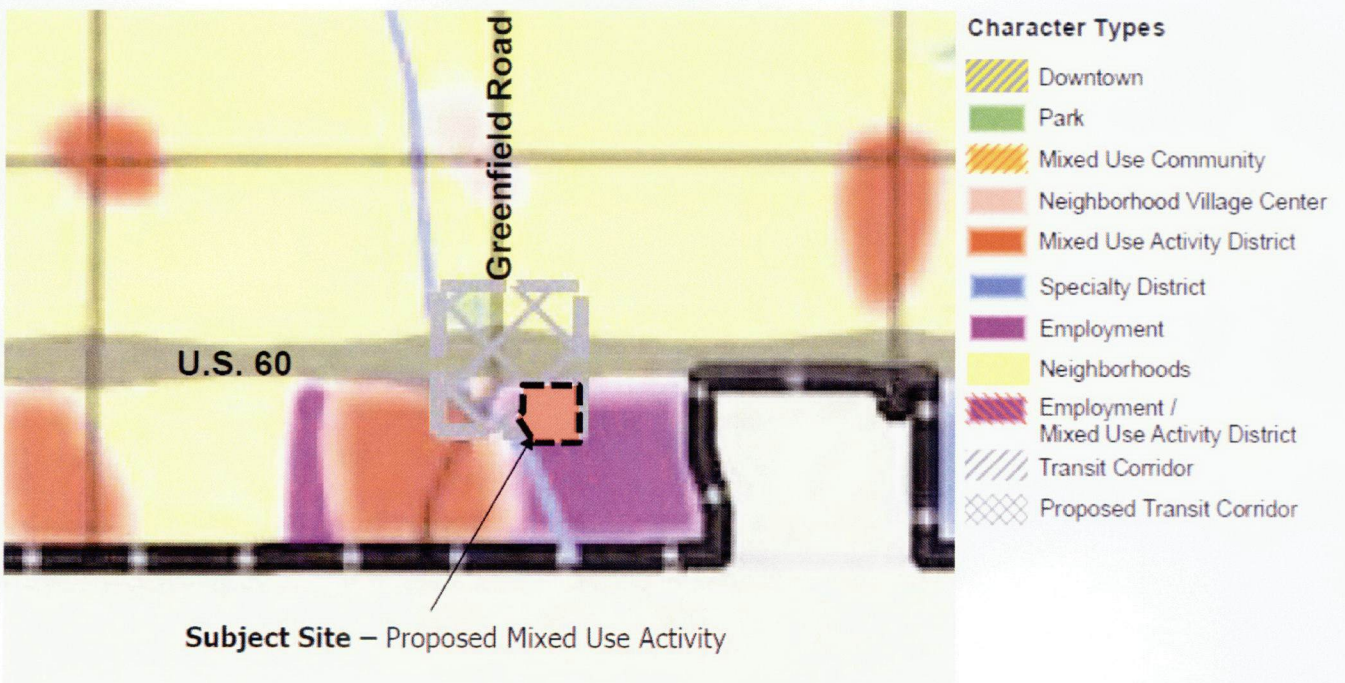 Greenfield Road
U.S. 60
Subject Site – Proposed Mixed Use Activity
Character Types
Downtown
Park
Mixed Use Community
Neighborhood Village Center
Mixed Use Activity District
Specialty District
Employment
Neighborhoods
Employment /
Mixed Use Activity District
Transit Corridor
Proposed Transit Corridor